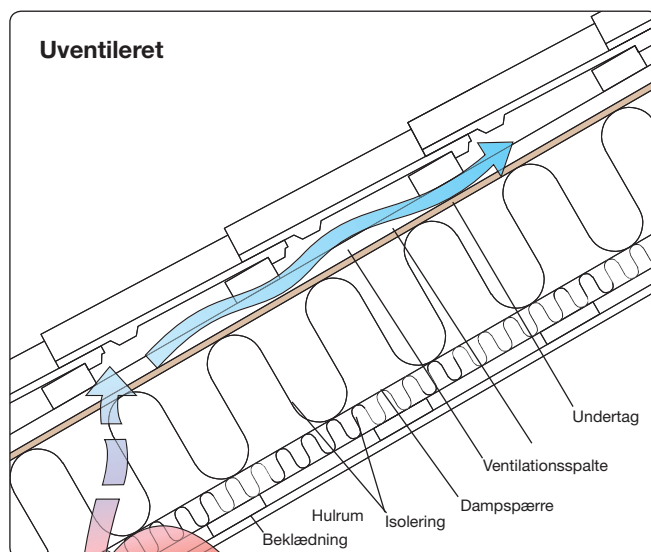 Uventileret
Undertag
Ventilationsspalte
Dampspærre
Hulrum
Isolering
Beklædning